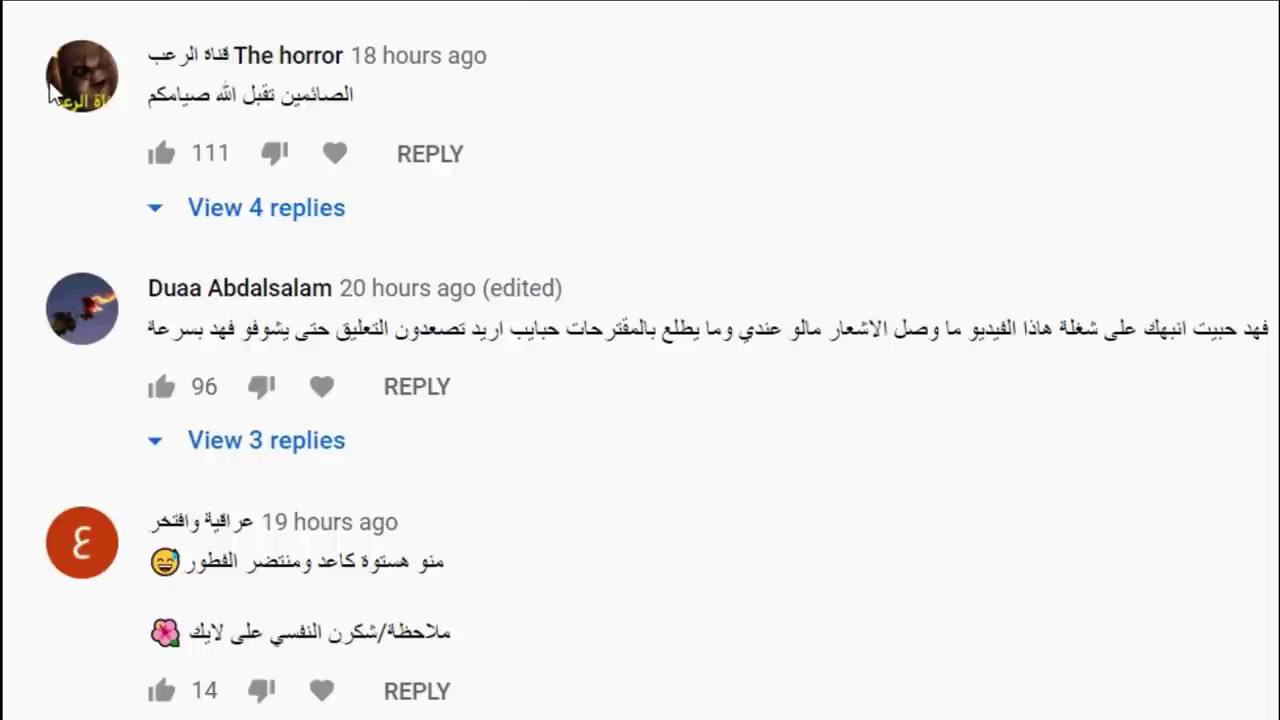 قناة الرعب The horror 18 hours ago
الصائمين تقبل الله صيامكم
111 REPLY
View 4 replies
Duaa Abdalsalam 20 hours ago (edited)
فهد حبيت انبهك على شغلة هاذا الفيديو ما وصل الاشعار مالو عندي وما يطلع بالمقترحات حبايب اريد تصعدون التعليق حتى يشوفو فهد بسرعة
96 REPLY
View 3 replies
ع
عراقية وافتخر 19 hours ago
منو هستوة كاعد ومنتضر الفطور 😅
ملاحظة/شكرن النفسي على لايك 🌺
14 REPLY